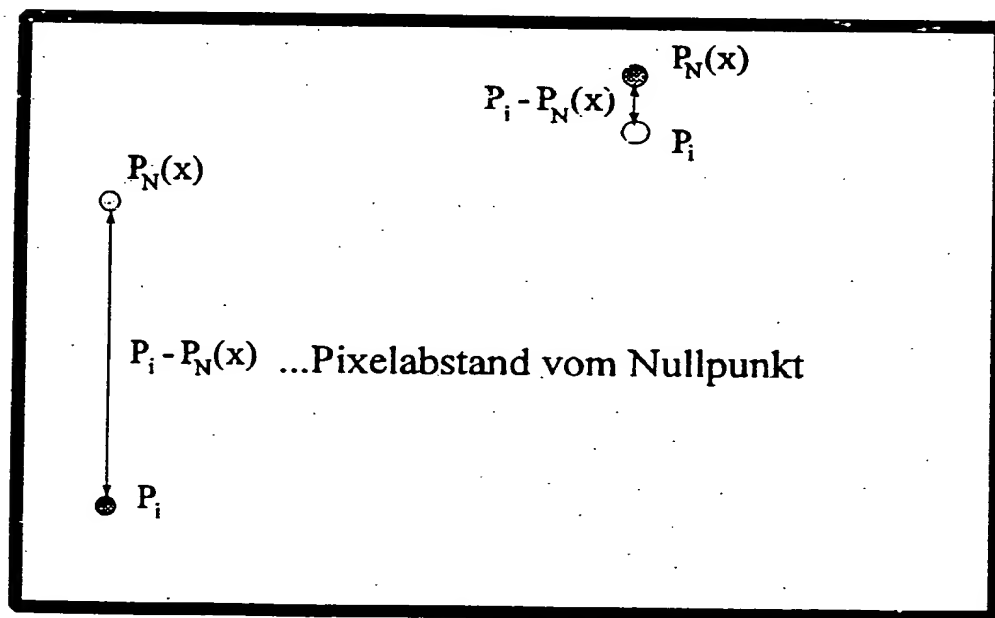 P_N(x)
P_i - P_N(x)
P_i
P_N(x)
P_i - P_N(x) ...Pixelabstand vom Nullpunkt
P_i